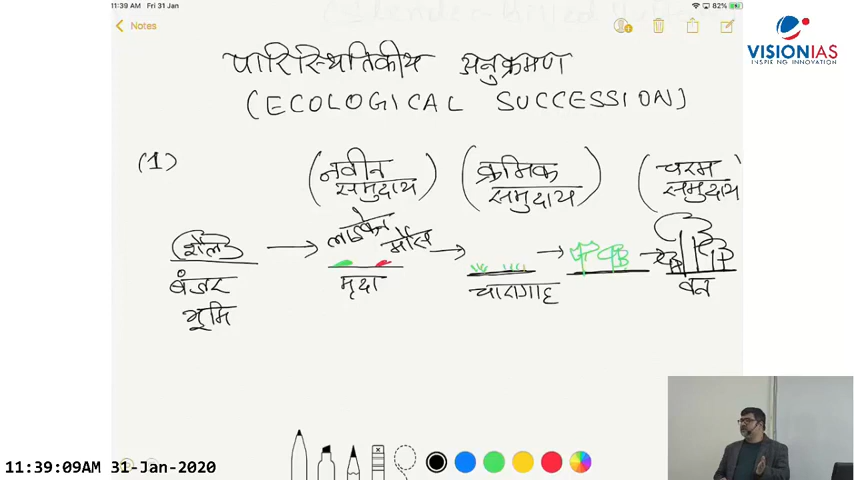 11:39 AM Fri 31 Jan
82%
Notes
VISIONIAS
INSPIRING INNOVATION
पारिस्थितिकीय अनुक्रमण
(ECOLOGICAL SUCCESSION)
(1)
(नवीन समुदाय)
(क्रमिक समुदाय)
(चरम समुदाय)
शैल
लाइकेन मॉस
बंजर भूमि
मृदा
चारागाह
वन
11:39:09AM 31-Jan-2020